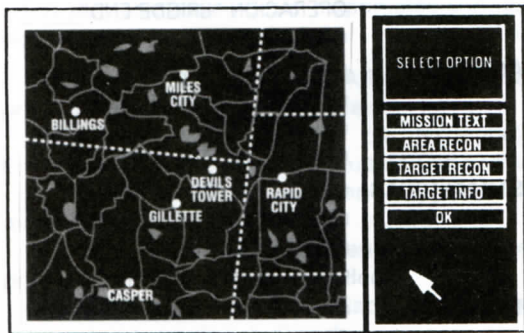 MILES
CITY
BILLINGS
DEVILS
TOWER
RAPID
CITY
GILLETTE
CASPER
SELECT OPTION
MISSION TEXT
AREA RECON
TARGET RECON
TARGET INFO
OK